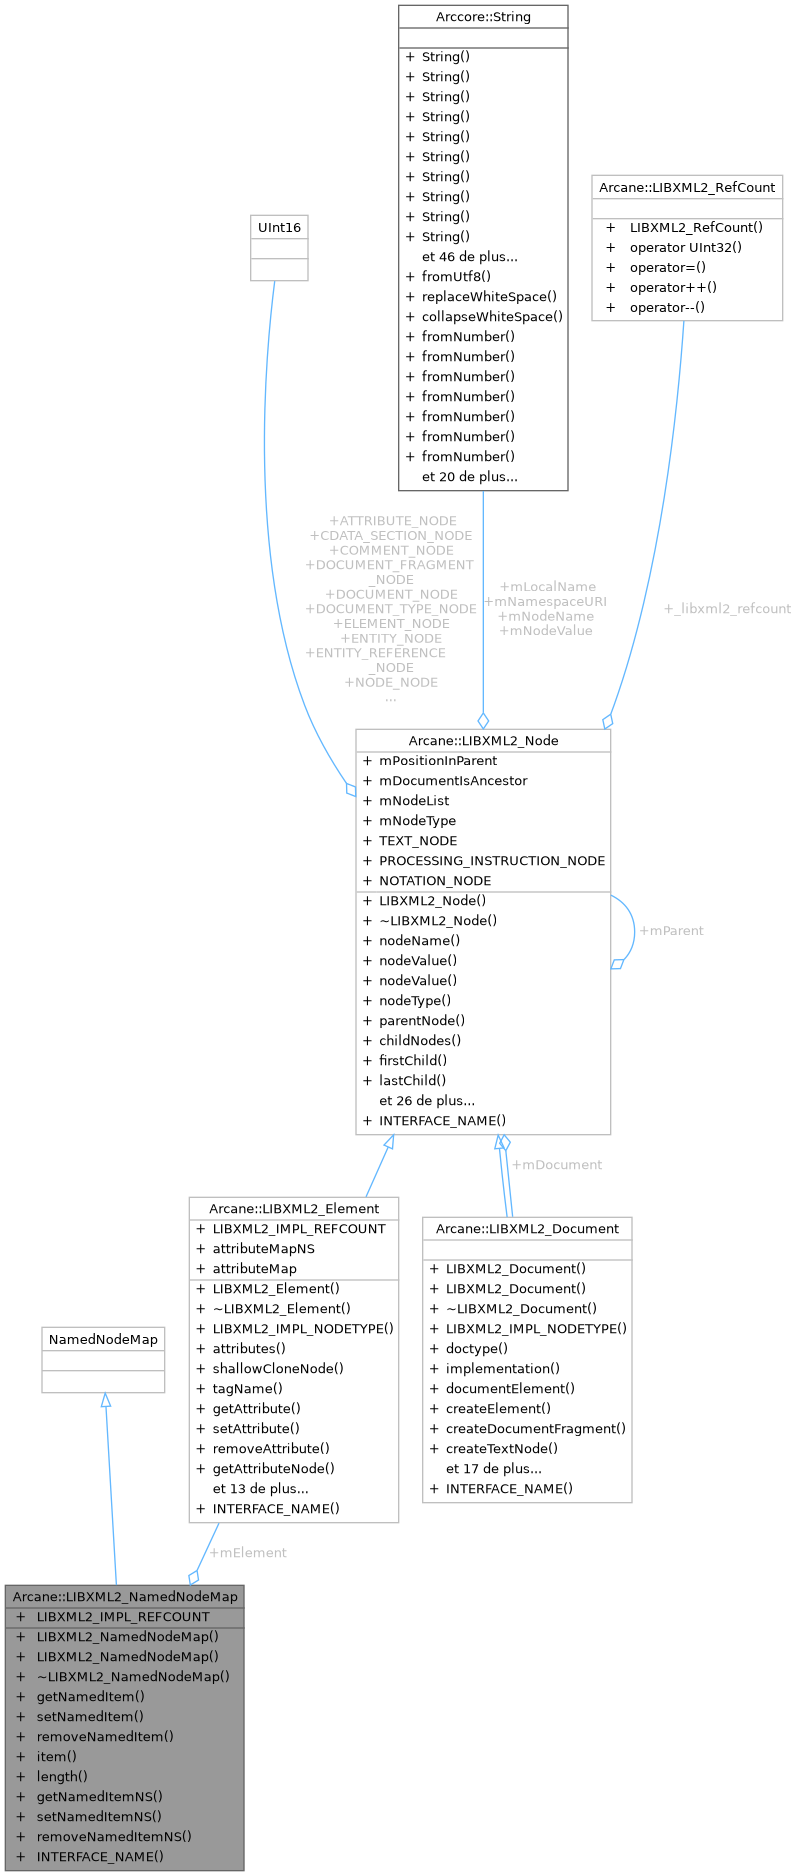 Arccore::String
+ String()
+ String()
+ String()
+ String()
+ String()
+ String()
+ String()
+ String()
+ String()
+ String()
et 46 de plus...
+ fromUtf8()
+ replaceWhiteSpace()
+ collapseWhiteSpace()
+ fromNumber()
+ fromNumber()
+ fromNumber()
+ fromNumber()
+ fromNumber()
+ fromNumber()
+ fromNumber()
et 20 de plus...
Arcane::LIBXML2_RefCount
+ LIBXML2_RefCount()
+ operator UInt32()
+ operator=()
+ operator++()
+ operator--()
UInt16
+ATTRIBUTE_NODE
+CDATA_SECTION_NODE
+COMMENT_NODE
+DOCUMENT_FRAGMENT
_NODE
+DOCUMENT_NODE
+DOCUMENT_TYPE_NODE
+ELEMENT_NODE
+ENTITY_NODE
+ENTITY_REFERENCE
_NODE
+NODE_NODE
...
+mLocalName
+mNamespaceURI
+mNodeName
+mNodeValue
+_libxml2_refcount
Arcane::LIBXML2_Node
+ mPositionInParent
+ mDocumentIsAncestor
+ mNodeList
+ mNodeType
+ TEXT_NODE
+ PROCESSING_INSTRUCTION_NODE
+ NOTATION_NODE
+ LIBXML2_Node()
+ ~LIBXML2_Node()
+ nodeName()
+ nodeValue()
+ nodeValue()
+ nodeType()
+ parentNode()
+ childNodes()
+ firstChild()
+ lastChild()
et 26 de plus...
+ INTERFACE_NAME()
+mParent
+mDocument
Arcane::LIBXML2_Element
+ LIBXML2_IMPL_REFCOUNT
+ attributeMapNS
+ attributeMap
+ LIBXML2_Element()
+ ~LIBXML2_Element()
+ LIBXML2_IMPL_NODETYPE()
+ attributes()
+ shallowCloneNode()
+ tagName()
+ getAttribute()
+ setAttribute()
+ removeAttribute()
+ getAttributeNode()
et 13 de plus...
+ INTERFACE_NAME()
Arcane::LIBXML2_Document
+ LIBXML2_Document()
+ LIBXML2_Document()
+ ~LIBXML2_Document()
+ LIBXML2_IMPL_NODETYPE()
+ doctype()
+ implementation()
+ documentElement()
+ createElement()
+ createDocumentFragment()
+ createTextNode()
et 17 de plus...
+ INTERFACE_NAME()
NamedNodeMap
+mElement
Arcane::LIBXML2_NamedNodeMap
+ LIBXML2_IMPL_REFCOUNT
+ LIBXML2_NamedNodeMap()
+ LIBXML2_NamedNodeMap()
+ ~LIBXML2_NamedNodeMap()
+ getNamedItem()
+ setNamedItem()
+ removeNamedItem()
+ item()
+ length()
+ getNamedItemNS()
+ setNamedItemNS()
+ removeNamedItemNS()
+ INTERFACE_NAME()